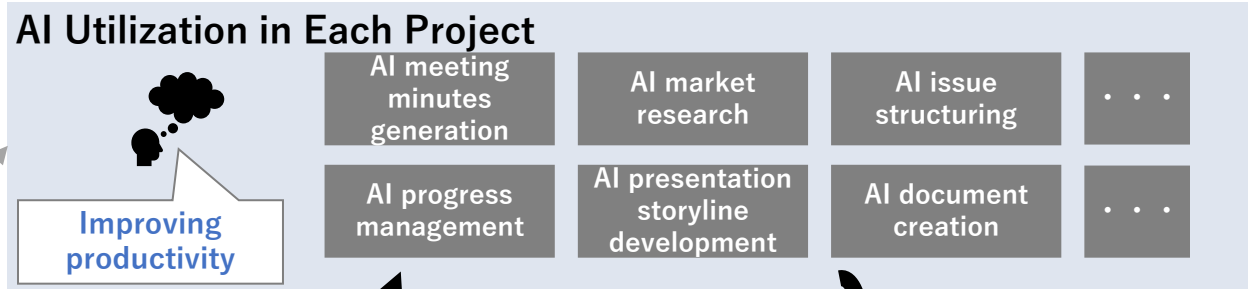 AI Utilization in Each Project
AI meeting
minutes
generation
AI market
research
AI issue
structuring
・・・
AI progress
management
AI presentation
storyline
development
AI document
creation
・・・
Improving
productivity